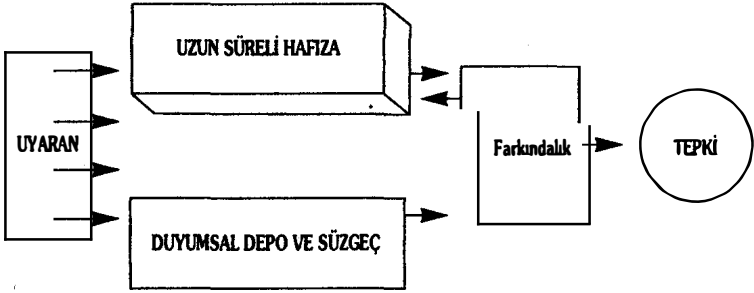 UZUN SÜRELİ HAFIZA
UYARAN
Farkındalık
TEPKİ
DUYUMSAL DEPO VE SÜZGEÇ